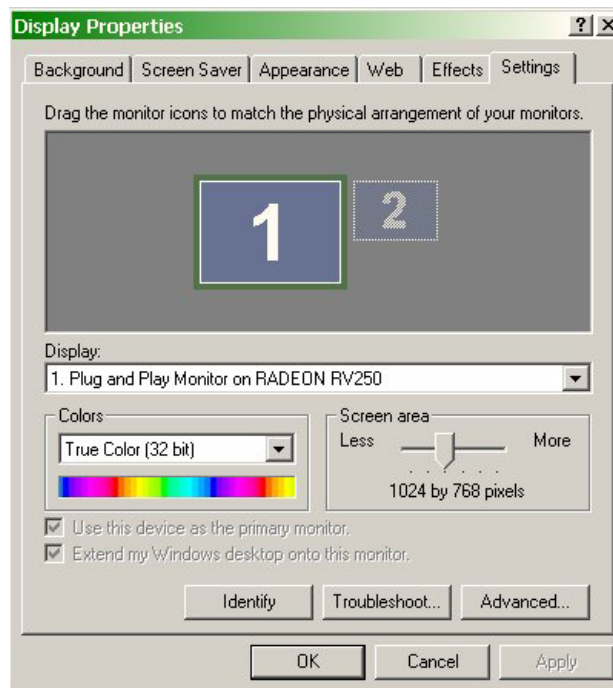 Display Properties
? X
Background Screen Saver Appearance Web Effects Settings
Drag the monitor icons to match the physical arrangement of your monitors.
1 2
Display:
1. Plug and Play Monitor on RADEON RV250
Colors
True Color (32 bit)
Screen area
Less More
1024 by 768 pixels
Use this device as the primary monitor.
Extend my Windows desktop onto this monitor.
Identify Troubleshoot... Advanced...
OK Cancel Apply